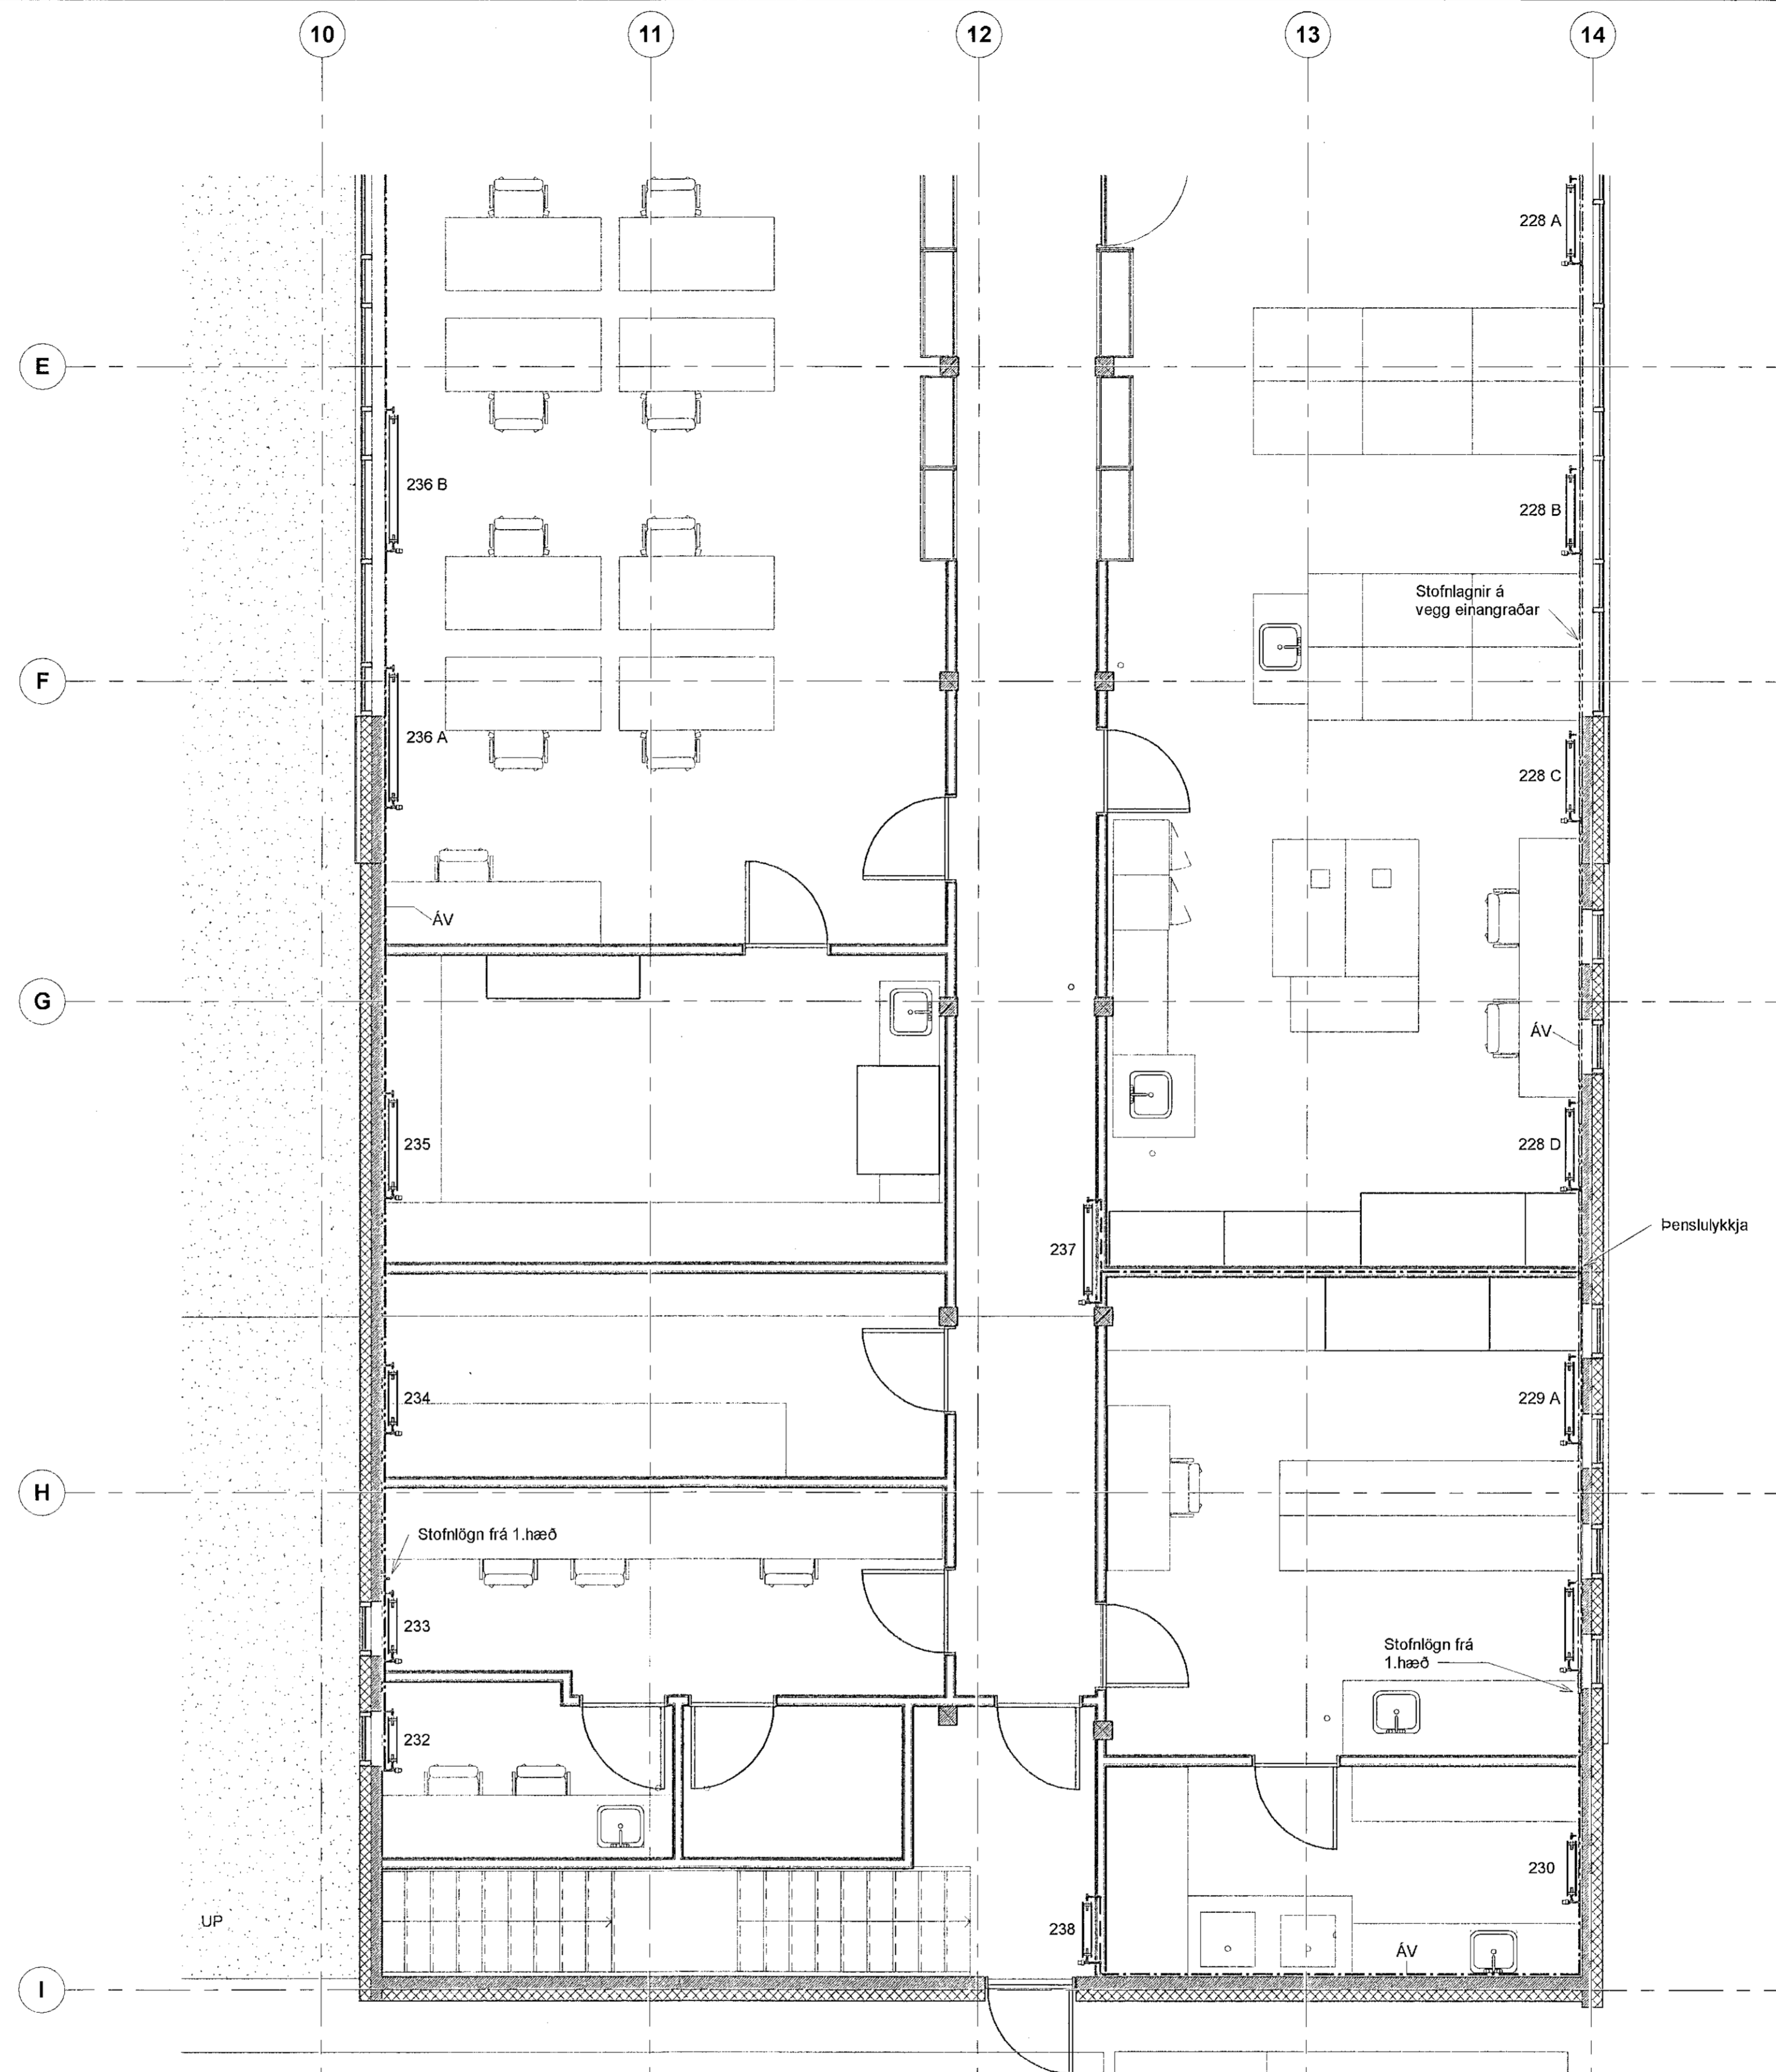 10
11
12
13
14
228 A
E
236 B
228 B
Stofnlagnir á
vegg einangraðar
F
236 A
228 C
ÁV
G
ÁV
235
228 D
Þenslulykkja
237
234
229 A
H
Stofnlögn frá 1.hæð
233
Stofnlögn frá
1.hæð
232
230
UP
238
ÁV
I